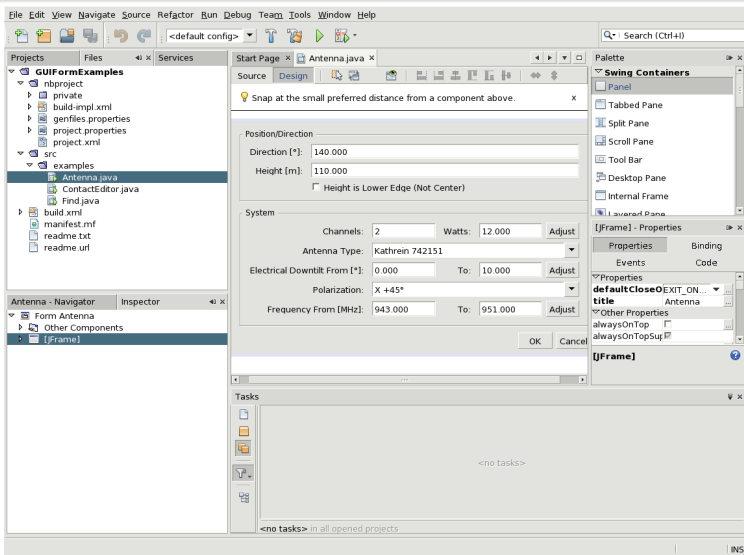 File Edit View Navigate Source Refactor Run Debug Team Tools Window Help
<default config>
Search (Ctrl+I)
Projects Files Services
GUIFormExamples
nbproject
private
build-impl.xml
genfiles.properties
project.properties
project.xml
src
examples
Antenna.java
ContactEditor.java
Find.java
build.xml
manifest.mf
readme.txt
readme.url
Antenna - Navigator Inspector
Form Antenna
Other Components
[JFrame]
Start Page Antenna.java
Source Design
Snap at the small preferred distance from a component above. x
Position/Direction
Direction [°]: 140.000
Height [m]: 110.000
Height is Lower Edge (Not Center)
System
Channels: 2 Watts: 12.000 Adjust
Antenna Type: Kathrein 742151
Electrical Downtilt From [°]: 0.000 To: 10.000 Adjust
Polarization: X +45°
Frequency From [MHz]: 943.000 To: 951.000 Adjust
OK Cancel
Tasks
<no tasks>
<no tasks> in all opened projects
Palette
Swing Containers
Panel
Tabbed Pane
Split Pane
Scroll Pane
Tool Bar
Desktop Pane
Internal Frame
Layered Pane
[JFrame] - Properties
Properties Binding
Events Code
Properties
defaultCloseO EXIT_ON...
title Antenna
Other Properties
alwaysOnTop
alwaysOnTopSup
[JFrame]
INS